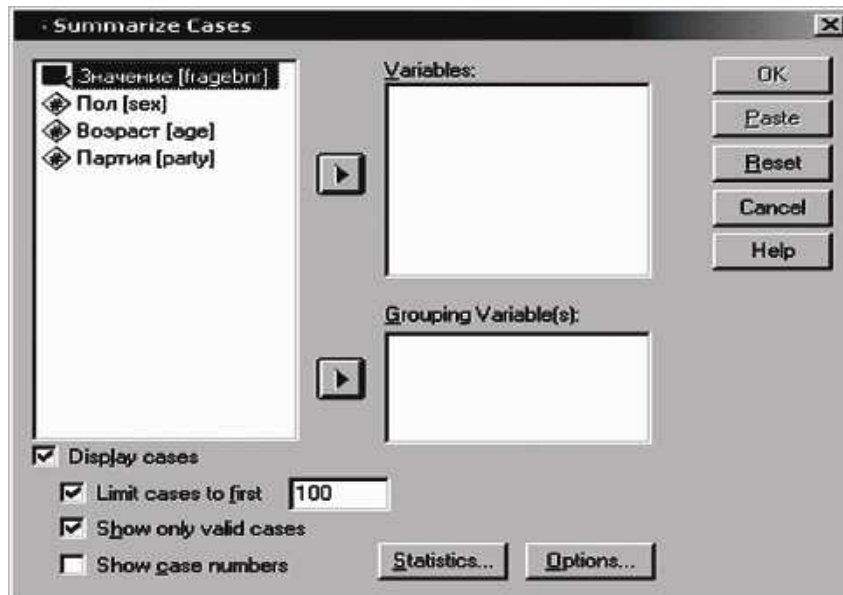 Summarize Cases
Значение [fragebnr]
Пол [sex]
Возраст [age]
Партия [party]
Variables:
Grouping Variable(s):
OK
Paste
Reset
Cancel
Help
Display cases
Limit cases to first 100
Show only valid cases
Show case numbers
Statistics...
Options...